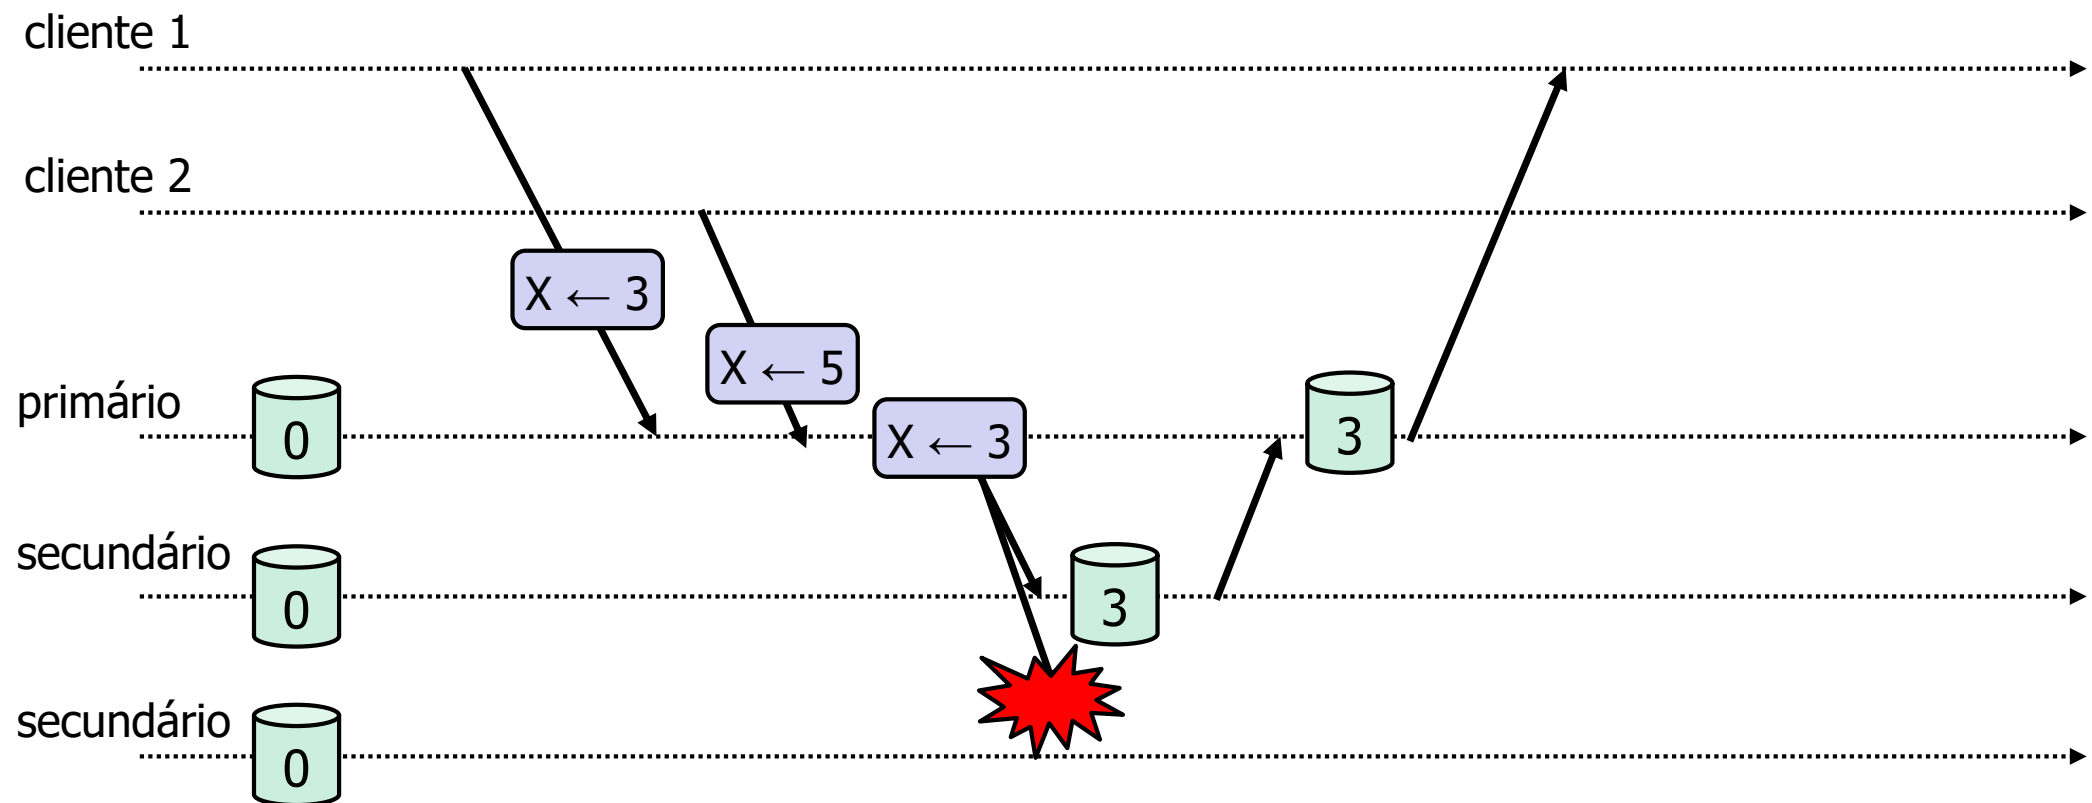 cliente 1
cliente 2
X ← 3
X ← 5
primário
0
X ← 3
3
secundário
0
3
secundário
0